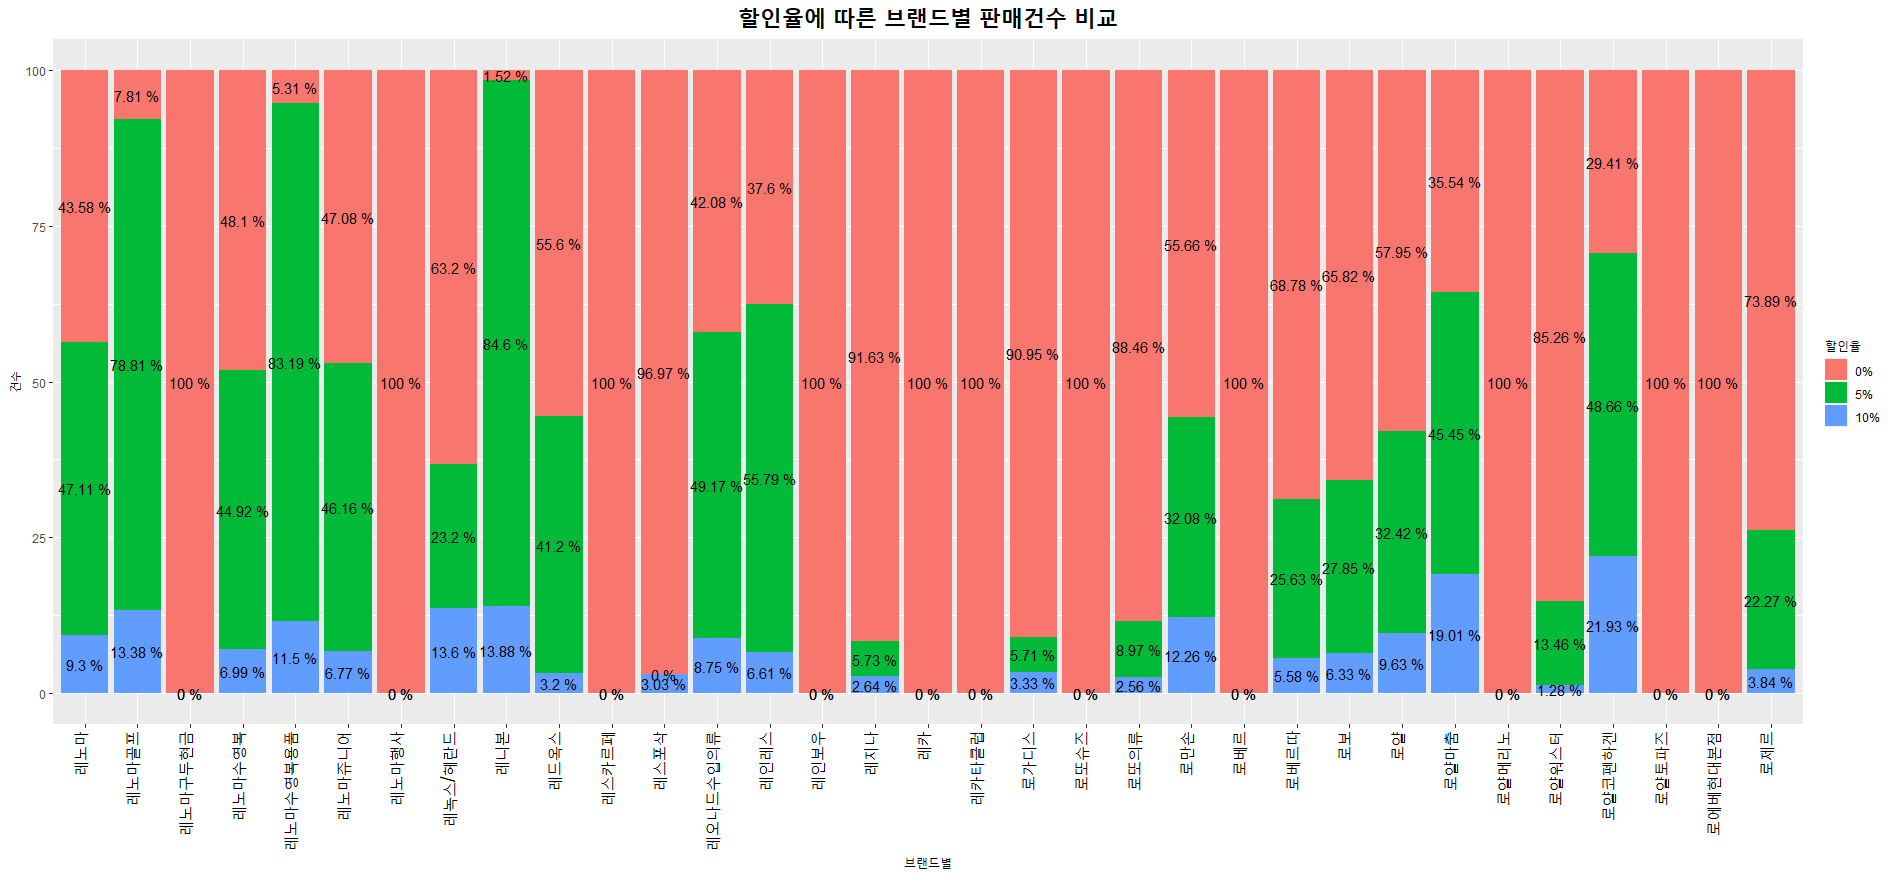 할인율에 따른 브랜드별 판매건수 비교
건수
100
75
50
25
0
43.58 %
47.11 %
9.3 %
7.81 %
78.81 %
13.38 %
100 %
0 %
48.1 %
44.92 %
6.99 %
5.31 %
83.19 %
11.5 %
47.08 %
46.16 %
6.77 %
100 %
0 %
63.2 %
23.2 %
13.6 %
1.52 %
84.6 %
13.88 %
55.6 %
41.2 %
3.2 %
100 %
0 %
96.97 %
0 %
3.03 %
42.08 %
49.17 %
8.75 %
37.6 %
55.79 %
6.61 %
100 %
0 %
91.63 %
5.73 %
2.64 %
100 %
0 %
100 %
0 %
90.95 %
5.71 %
3.33 %
100 %
0 %
88.46 %
8.97 %
2.56 %
55.66 %
32.08 %
12.26 %
100 %
0 %
68.78 %
25.63 %
5.58 %
65.82 %
27.85 %
6.33 %
57.95 %
32.42 %
9.63 %
35.54 %
45.45 %
19.01 %
100 %
0 %
85.26 %
13.46 %
1.28 %
29.41 %
48.66 %
21.93 %
100 %
0 %
100 %
0 %
73.89 %
22.27 %
3.84 %
레노마
레노마골프
레노마구두현금
레노마수영복
레노마수영복용품
레노마쥬니어
레노마행사
레녹스/헤란드
레니본
레드옥스
레스카르페
레스포삭
레오나드수입의류
레인레스
레인보우
레지나
레카
레카타클럽
로가디스
로또슈즈
로또의류
로만손
로베르
로베르따
로보
로얄
로얄마춤
로얄메리노
로얄워스터
로얄코펜하겐
로얄토파즈
로에베현대본점
로제르
브랜드별
할인율
0%
5%
10%